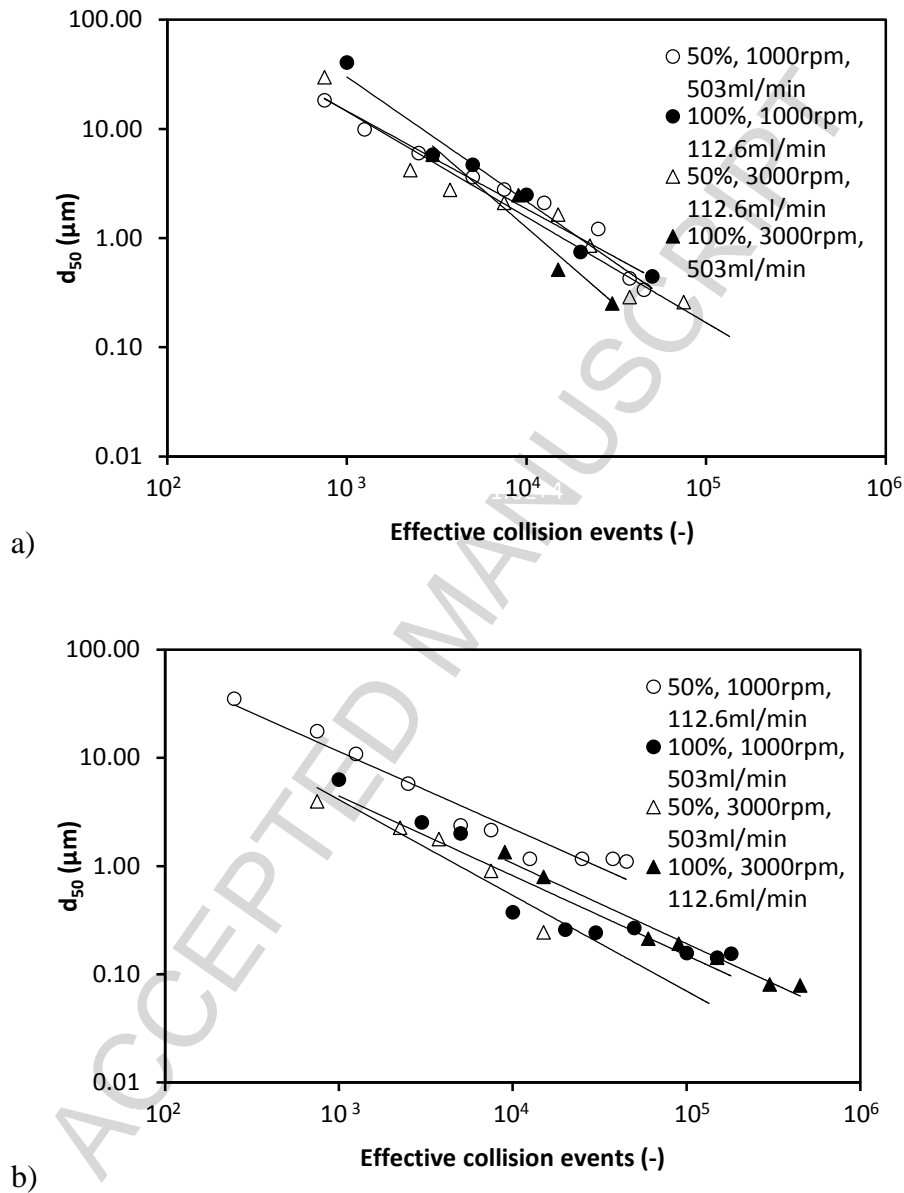 100.00
10.00
1.00
0.10
0.01
d50 (µm)
10² 10³ 10⁴ 10⁵ 10⁶
Effective collision events (-)
50%, 1000rpm,
503ml/min
100%, 1000rpm,
112.6ml/min
50%, 3000rpm,
112.6ml/min
100%, 3000rpm,
503ml/min
a)
100.00
10.00
1.00
0.10
0.01
d50 (µm)
10² 10³ 10⁴ 10⁵ 10⁶
Effective collision events (-)
50%, 1000rpm,
112.6ml/min
100%, 1000rpm,
503ml/min
50%, 3000rpm,
503ml/min
100%, 3000rpm,
112.6ml/min
b)
ACCEPTED MANUSCRIPT